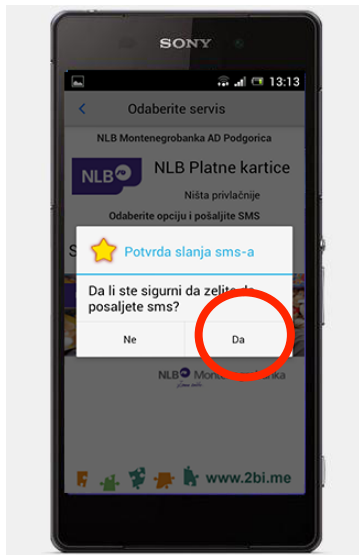 SONY
13:13
Odaberite servis
NLB Montenegrobanka AD Podgorica
NLB
NLB Platne kartice
Ništa privlačnije
Odaberite opciju i pošaljite SMS
S
Potvrda slanja sms-a
Da li ste sigurni da zelite da
posaljete sms?
Ne
Da
NLB
www.2bi.me